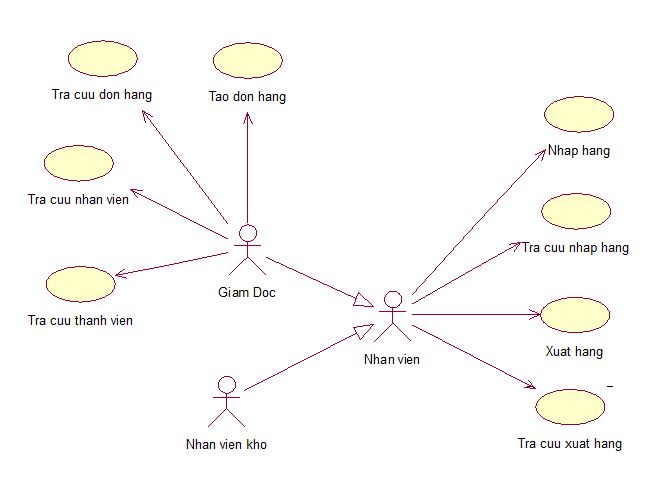 Tra cuu don hang
Tao don hang
Nhap hang
Tra cuu nhan vien
Tra cuu nhap hang
Giam Doc
Tra cuu thanh vien
Xuat hang
Nhan vien
Nhan vien kho
Tra cuu xuat hang